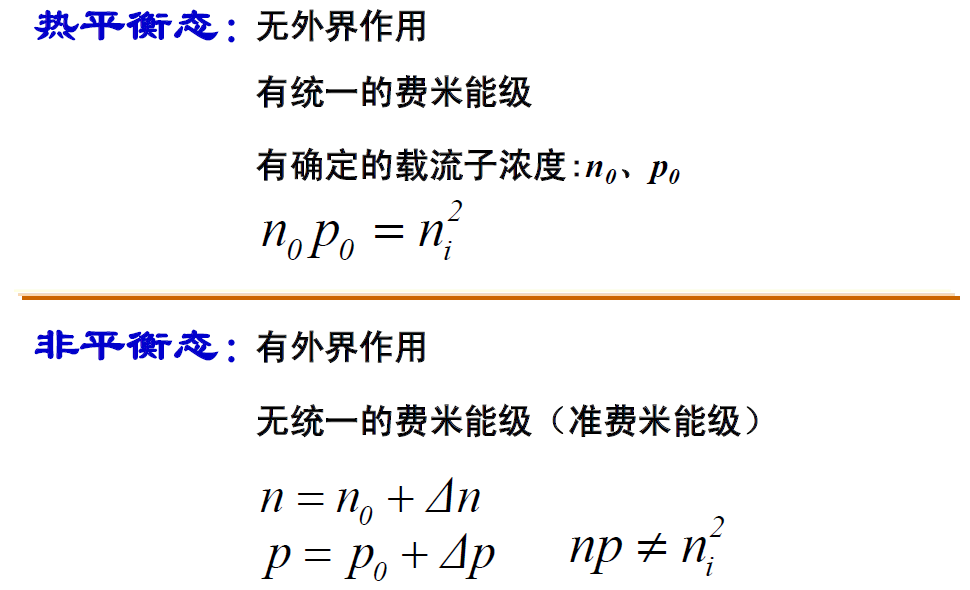 热平衡态：无外界作用
有统一的费米能级
有确定的载流子浓度:n₀、p₀
n₀p₀ = nᵢ²
非平衡态：有外界作用
无统一的费米能级（准费米能级）
n = n₀ + Δn
p = p₀ + Δp
np ≠ nᵢ²